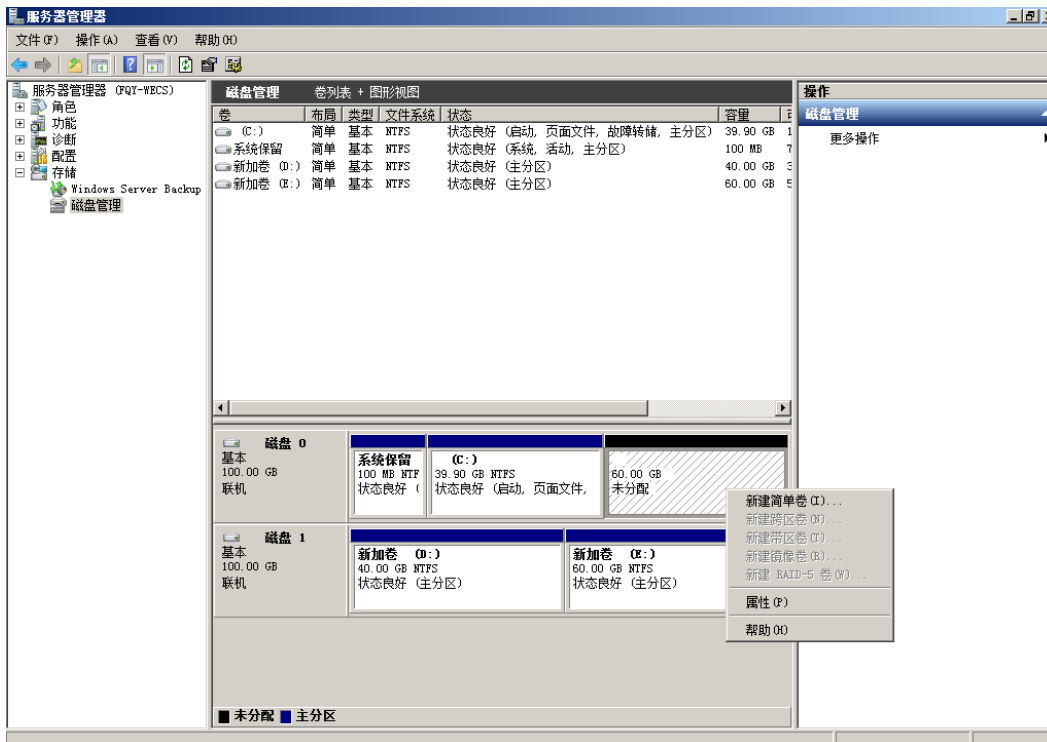 服务器管理器
文件(F) 操作(A) 查看(V) 帮助(H)
服务器管理器 (FQY-WECS)
角色
功能
诊断
配置
存储
Windows Server Backup
磁盘管理
磁盘管理 卷列表 + 图形视图
卷 布局 类型 文件系统 状态 容量
(C:) 简单 基本 NTFS 状态良好 (启动, 页面文件, 故障转储, 主分区) 39.90 GB 1
系统保留 简单 基本 NTFS 状态良好 (系统, 活动, 主分区) 100 MB 7
新加卷 (D:) 简单 基本 NTFS 状态良好 (主分区) 40.00 GB 3
新加卷 (E:) 简单 基本 NTFS 状态良好 (主分区) 60.00 GB 5
磁盘 0
基本
100.00 GB
联机
系统保留
100 MB NTF
状态良好 (
(C:)
39.90 GB NTFS
状态良好 (启动, 页面文件,
60.00 GB
未分配
磁盘 1
基本
100.00 GB
联机
新加卷 (D:)
40.00 GB NTFS
状态良好 (主分区)
新加卷 (E:)
60.00 GB NTFS
状态良好 (主分区)
新建简单卷(I)...
新建跨区卷(N)...
新建带区卷(T)...
新建镜像卷(R)...
新建 RAID-5 卷(W)...
属性(P)
帮助(H)
未分配 主分区
操作
磁盘管理
更多操作